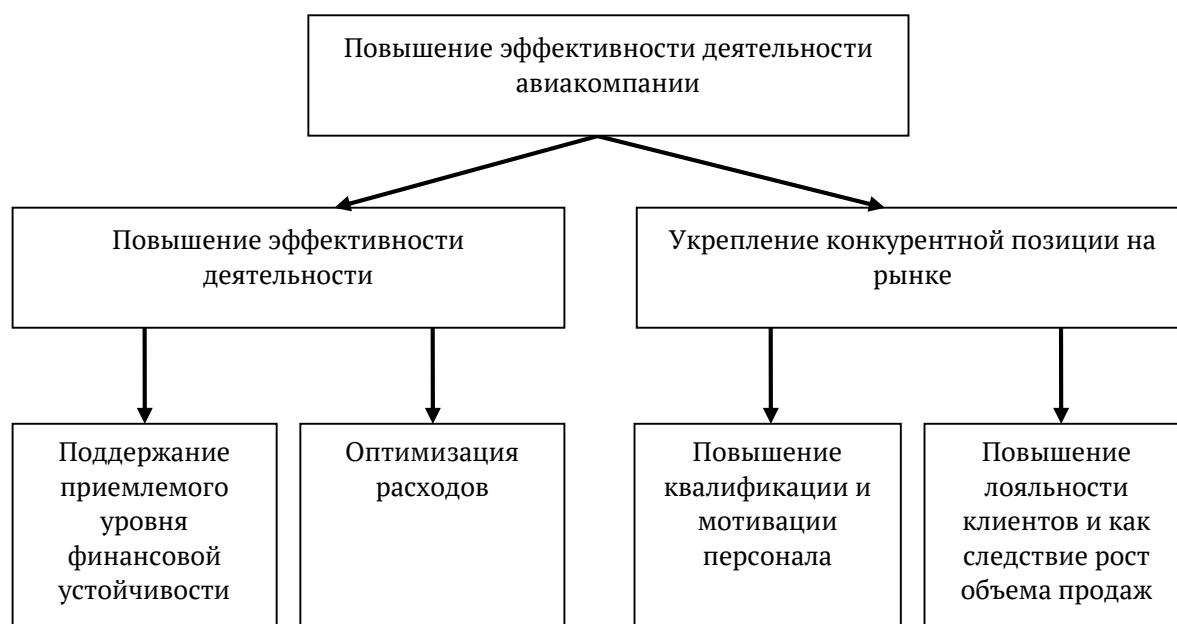 Повышение эффективности деятельности
авиакомпании
Повышение эффективности
деятельности
Укрепление конкурентной позиции на
рынке
Поддержание
приемлемого
уровня
финансовой
устойчивости
Оптимизация
расходов
Повышение
квалификации и
мотивации
персонала
Повышение
лояльности
клиентов и как
следствие рост
объема продаж